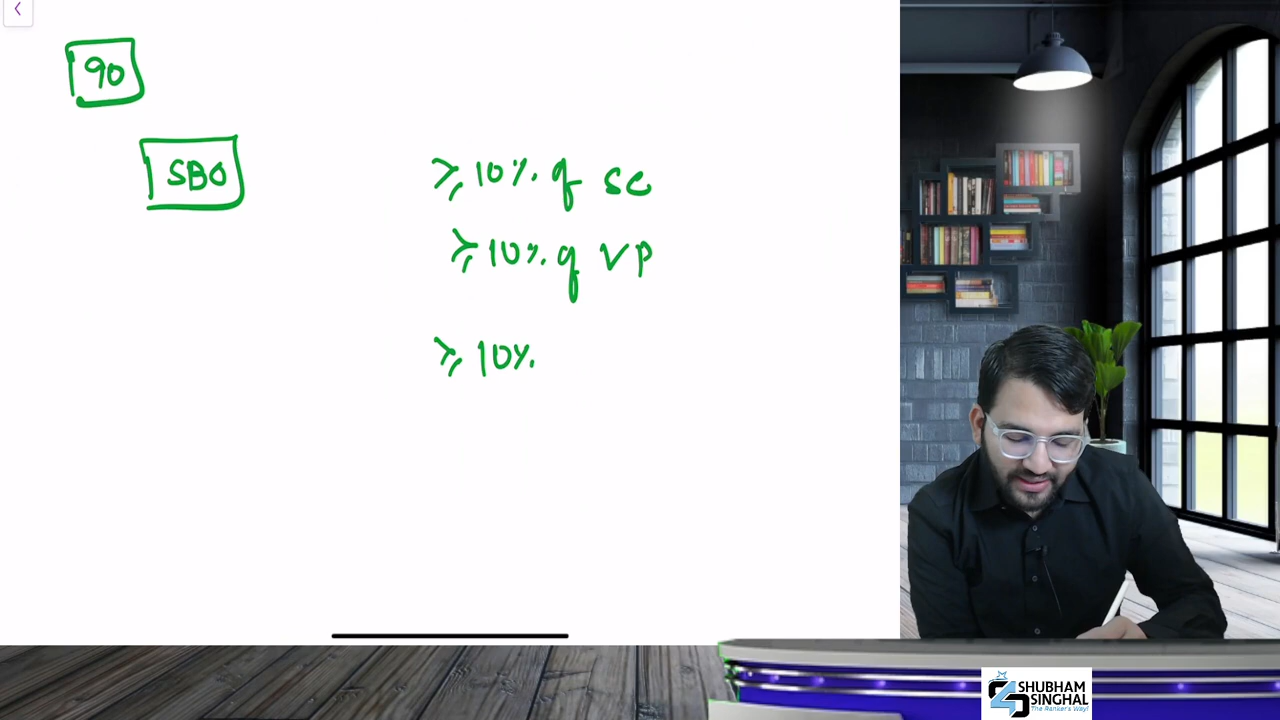 90
SBO
≥ 10%. of SC
≥ 10%. of VP
≥ 10%.
SHUBHAM
SINGHAL
The Ranker's Way!